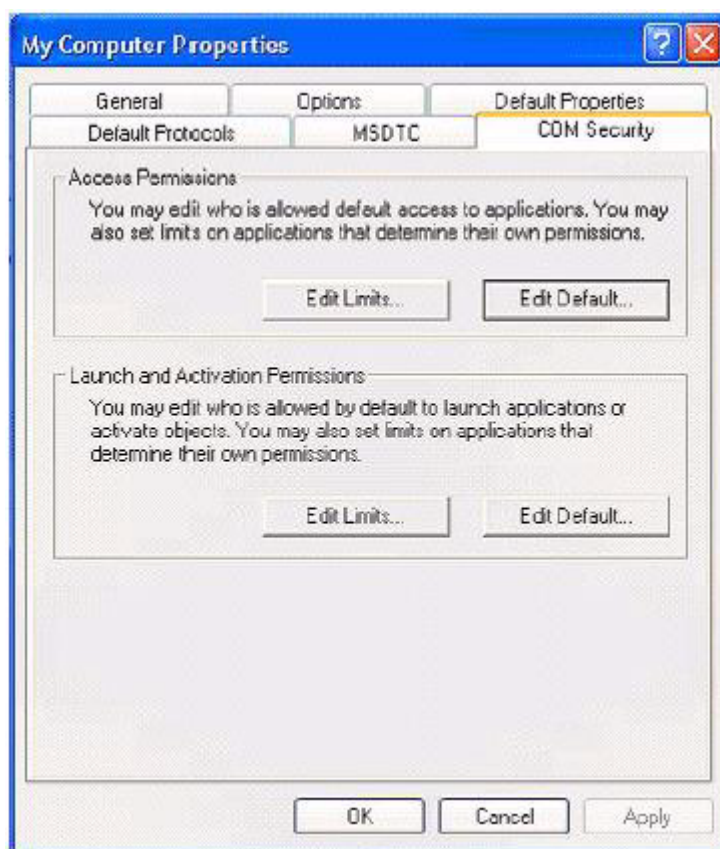 My Computer Properties
General Options Default Properties
Default Protocols MSDTC COM Security
Access Permissions
You may edit who is allowed default access to applications. You may
also set limits on applications that determine their own permissions.
Edit Limits... Edit Default...
Launch and Activation Permissions
You may edit who is allowed by default to launch applications or
activate objects. You may also set limits on applications that
determine their own permissions.
Edit Limits... Edit Default...
OK Cancel Apply